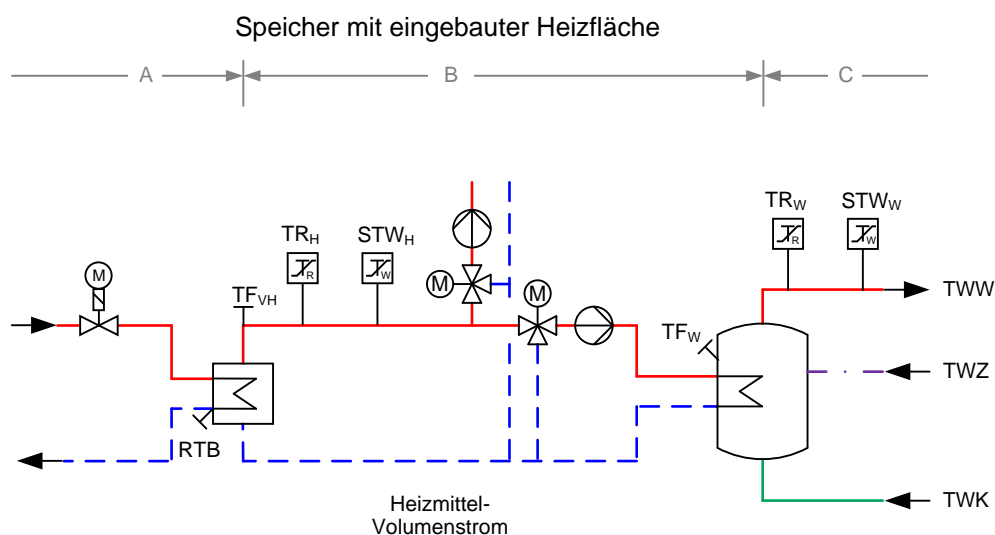 Speicher mit eingebauter Heizfläche
A
B
C
TRH
STWH
TRW
STWW
M
R
W
R
W
M
M
TFVH
TWW
TFW
TWZ
RTB
TWK
Heizmittel-
Volumenstrom